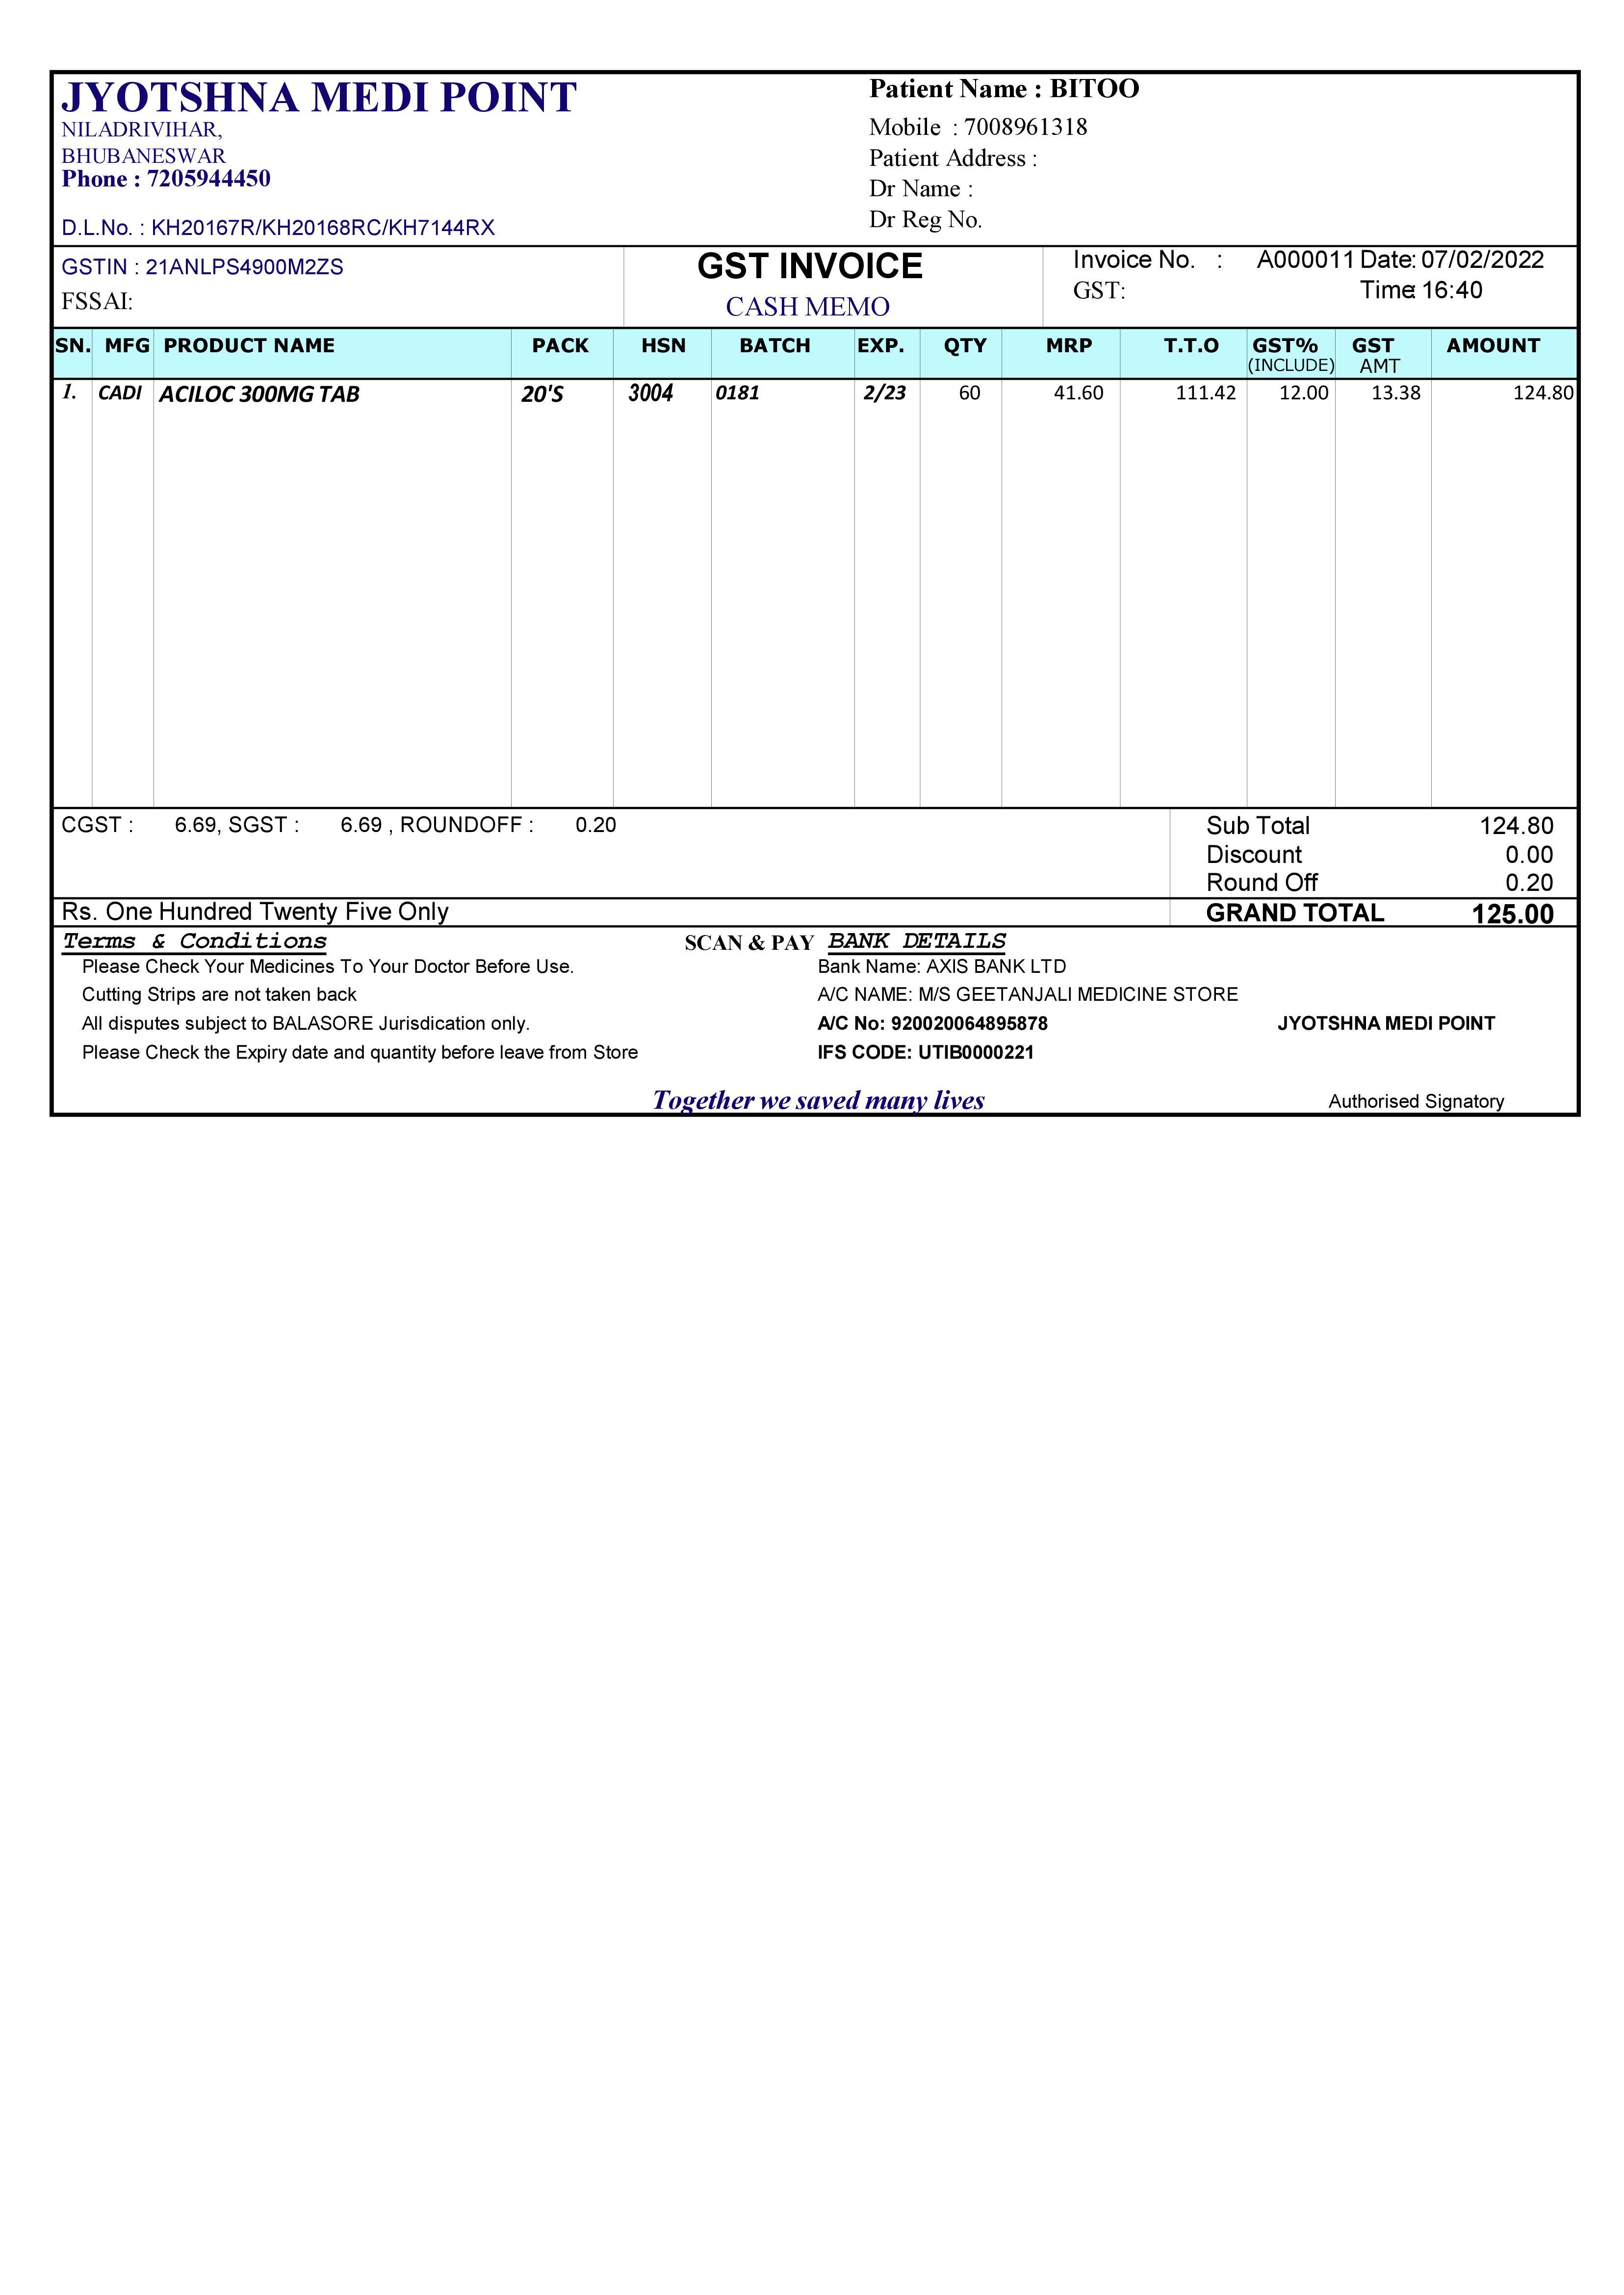 JYOTSHNA MEDI POINT
NILADRIVIHAR,
BHUBANESWAR
Phone : 7205944450
D.L.No. : KH20167R/KH20168RC/KH7144RX
Patient Name : BITOO
Mobile : 7008961318
Patient Address :
Dr Name :
Dr Reg No.
GSTIN : 21ANLPS4900M2ZS
FSSAI:
GST INVOICE
CASH MEMO
Invoice No. : A000011 Date: 07/02/2022
GST: Time: 16:40
SN. MFG PRODUCT NAME PACK HSN BATCH EXP. QTY MRP T.T.O GST% GST AMOUNT
(INCLUDE) AMT
1. CADI ACILOC 300MG TAB 20'S 3004 0181 2/23 60 41.60 111.42 12.00 13.38 124.80
CGST : 6.69, SGST : 6.69 , ROUNDOFF : 0.20
Sub Total 124.80
Discount 0.00
Round Off 0.20
Rs. One Hundred Twenty Five Only
GRAND TOTAL 125.00
Terms & Conditions
Please Check Your Medicines To Your Doctor Before Use.
Cutting Strips are not taken back
All disputes subject to BALASORE Jurisdication only.
Please Check the Expiry date and quantity before leave from Store
SCAN & PAY
BANK DETAILS
Bank Name: AXIS BANK LTD
A/C NAME: M/S GEETANJALI MEDICINE STORE
A/C No: 920020064895878
IFS CODE: UTIB0000221
JYOTSHNA MEDI POINT
Together we saved many lives
Authorised Signatory